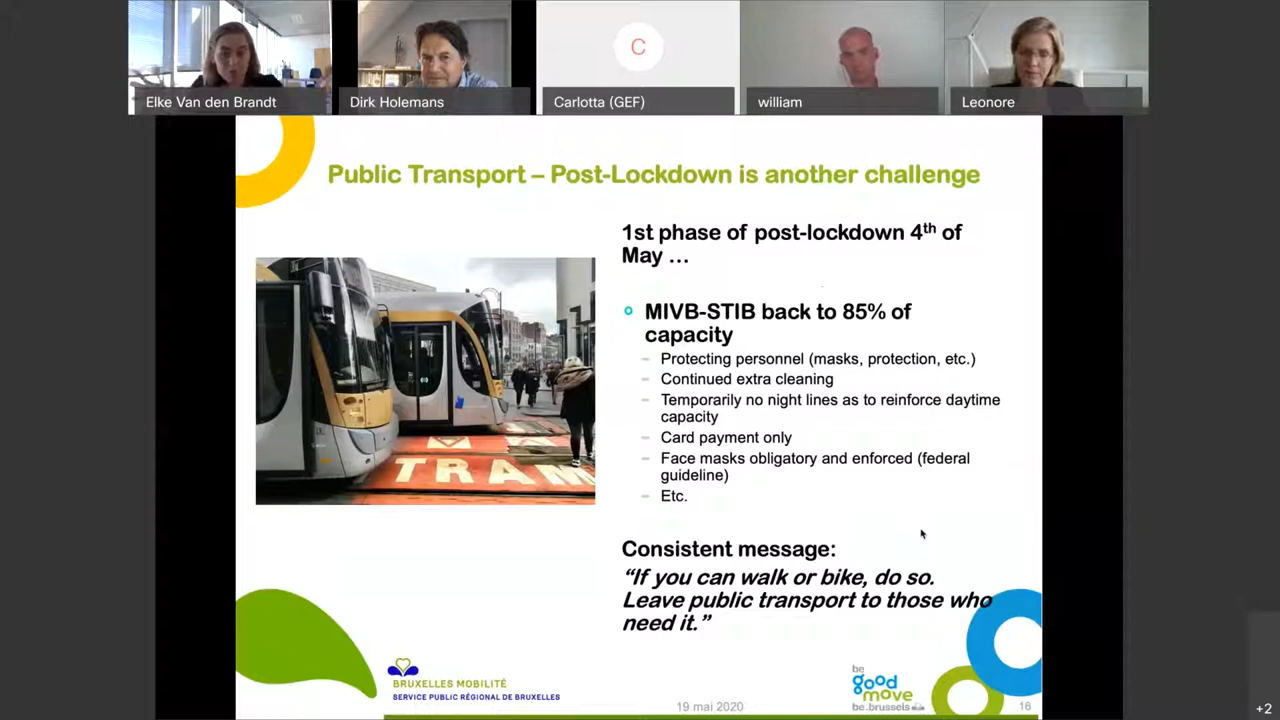 Elke Van den Brandt
Dirk Holemans
C
Carlotta (GEF)
william
Leonore
Public Transport – Post-Lockdown is another challenge
1st phase of post-lockdown 4th of
May ...
MIVB-STIB back to 85% of
capacity
– Protecting personnel (masks, protection, etc.)
– Continued extra cleaning
– Temporarily no night lines as to reinforce daytime
capacity
– Card payment only
– Face masks obligatory and enforced (federal
guideline)
– Etc.
TRAM
Consistent message:
“If you can walk or bike, do so.
Leave public transport to those who
need it.”
BRUXELLES MOBILITÉ
SERVICE PUBLIC RÉGIONAL DE BRUXELLES
19 mai 2020
be
good
move
be.brussels
16
+2